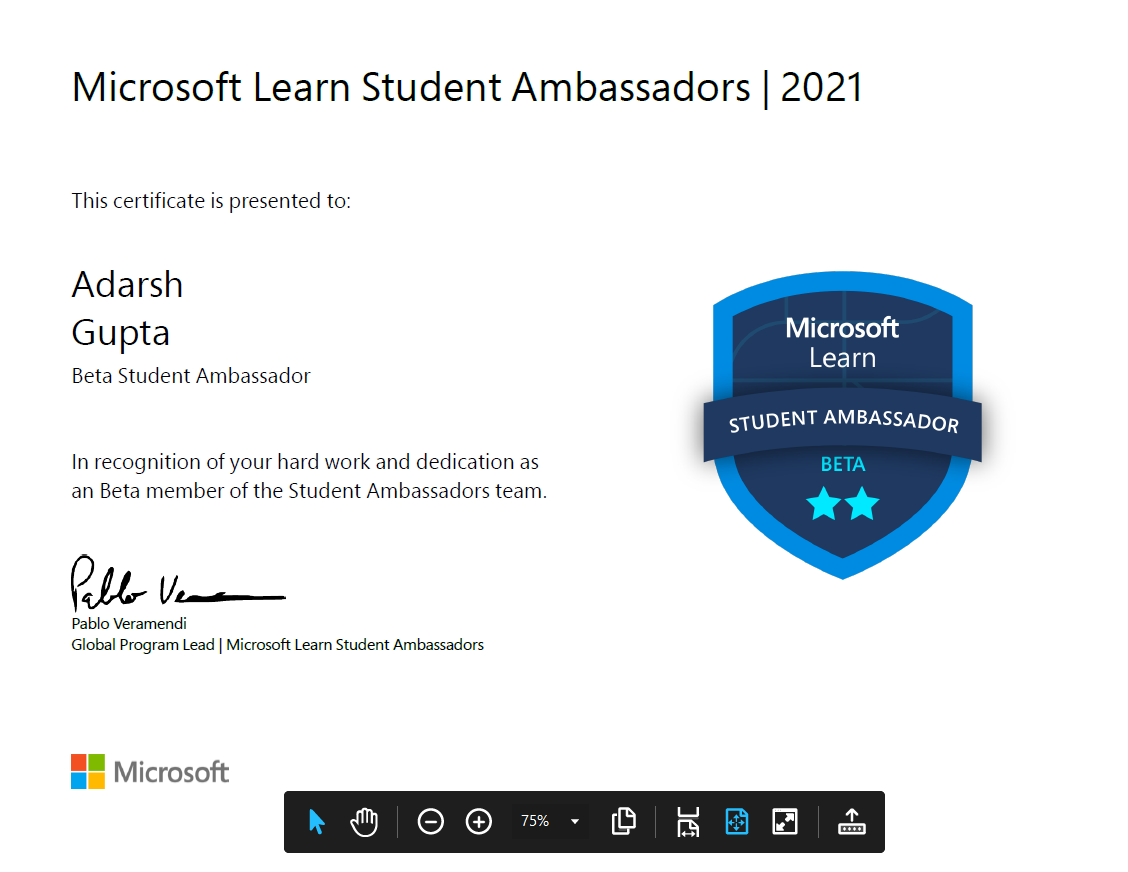 Microsoft Learn Student Ambassadors | 2021
This certificate is presented to:
Adarsh
Gupta
Beta Student Ambassador
In recognition of your hard work and dedication as
an Beta member of the Student Ambassadors team.
Pablo Veramendi
Global Program Lead | Microsoft Learn Student Ambassadors
Microsoft
Learn
STUDENT AMBASSADOR
BETA
Microsoft
75%